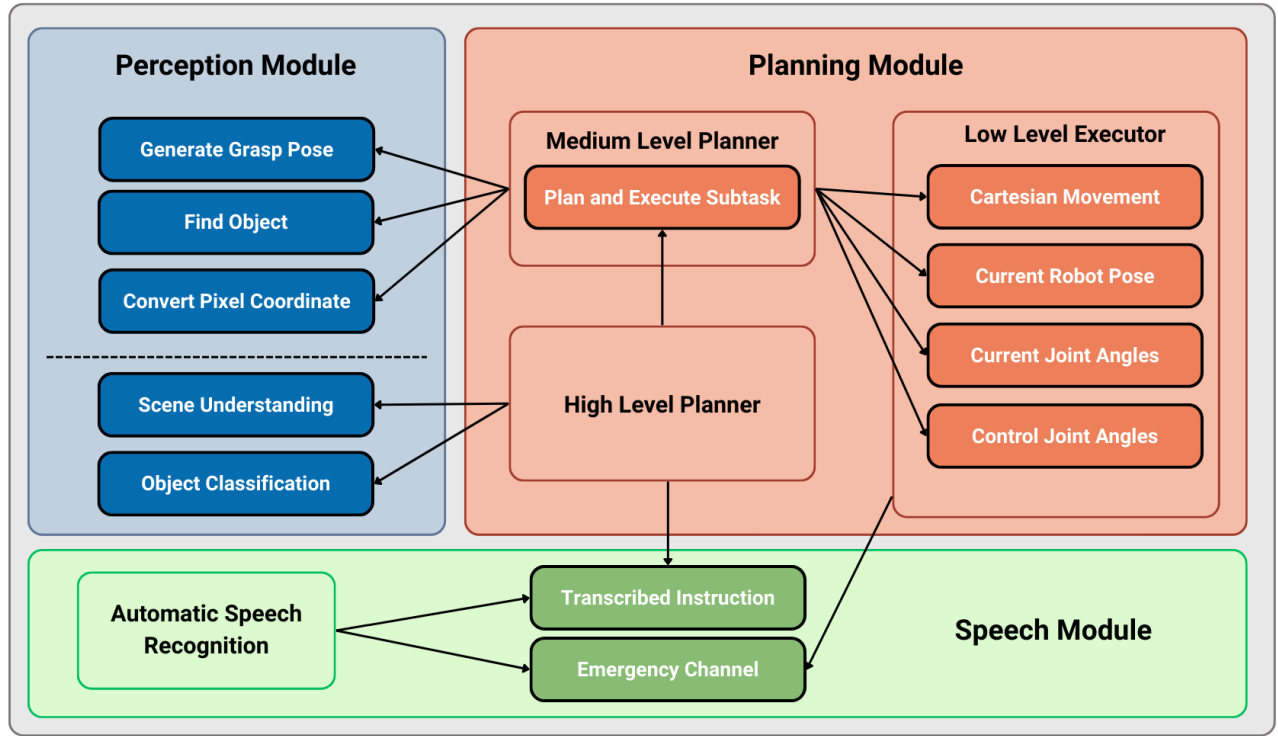 Perception Module
Generate Grasp Pose
Find Object
Convert Pixel Coordinate
Scene Understanding
Object Classification
Planning Module
Medium Level Planner
Plan and Execute Subtask
High Level Planner
Low Level Executor
Cartesian Movement
Current Robot Pose
Current Joint Angles
Control Joint Angles
Automatic Speech
Recognition
Transcribed Instruction
Emergency Channel
Speech Module